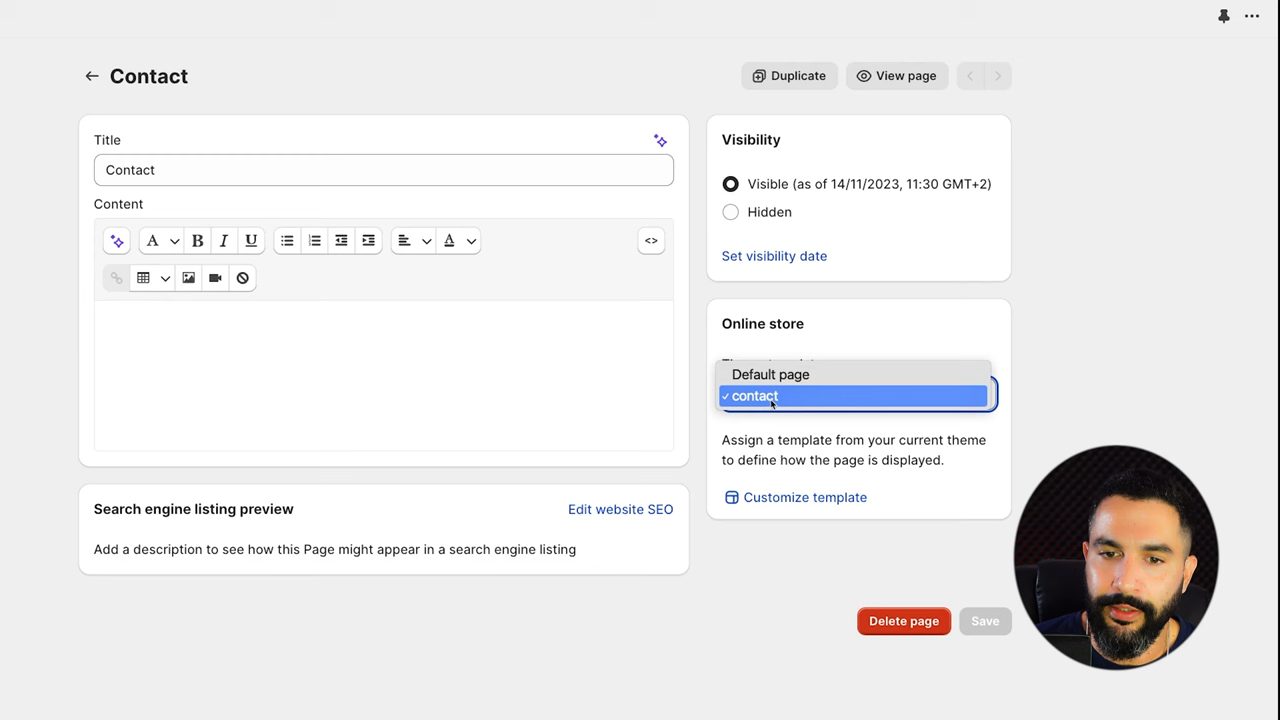 Contact
Duplicate
View page
Title
Contact
Content
A
B
I
U
A
<>
Search engine listing preview
Edit website SEO
Add a description to see how this Page might appear in a search engine listing
Visibility
Visible (as of 14/11/2023, 11:30 GMT+2)
Hidden
Set visibility date
Online store
Default page
✓ contact
Assign a template from your current theme
to define how the page is displayed.
Customize template
Delete page
Save